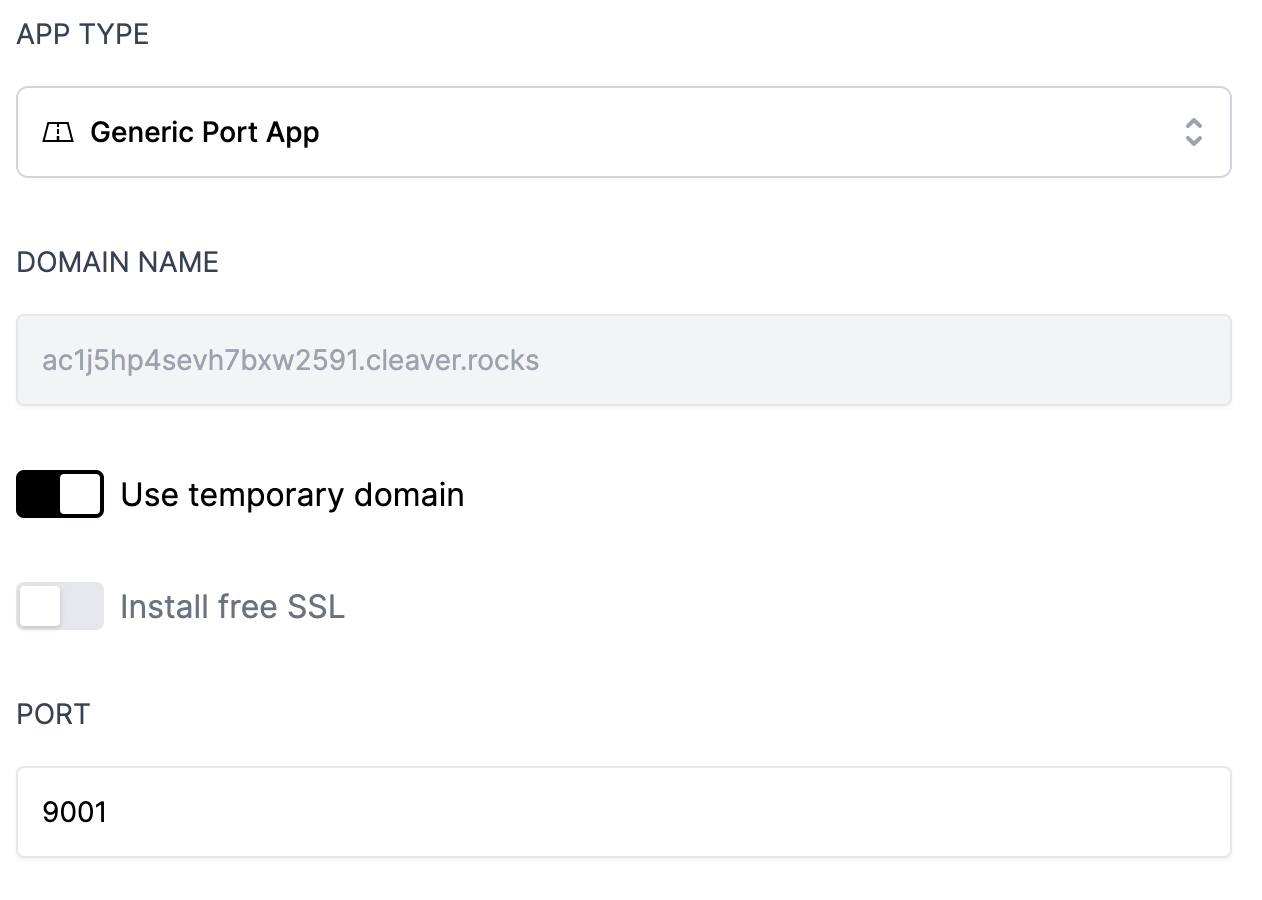 APP TYPE
Generic Port App
DOMAIN NAME
ac1j5hp4sevh7bxw2591.cleaver.rocks
Use temporary domain
Install free SSL
PORT
9001